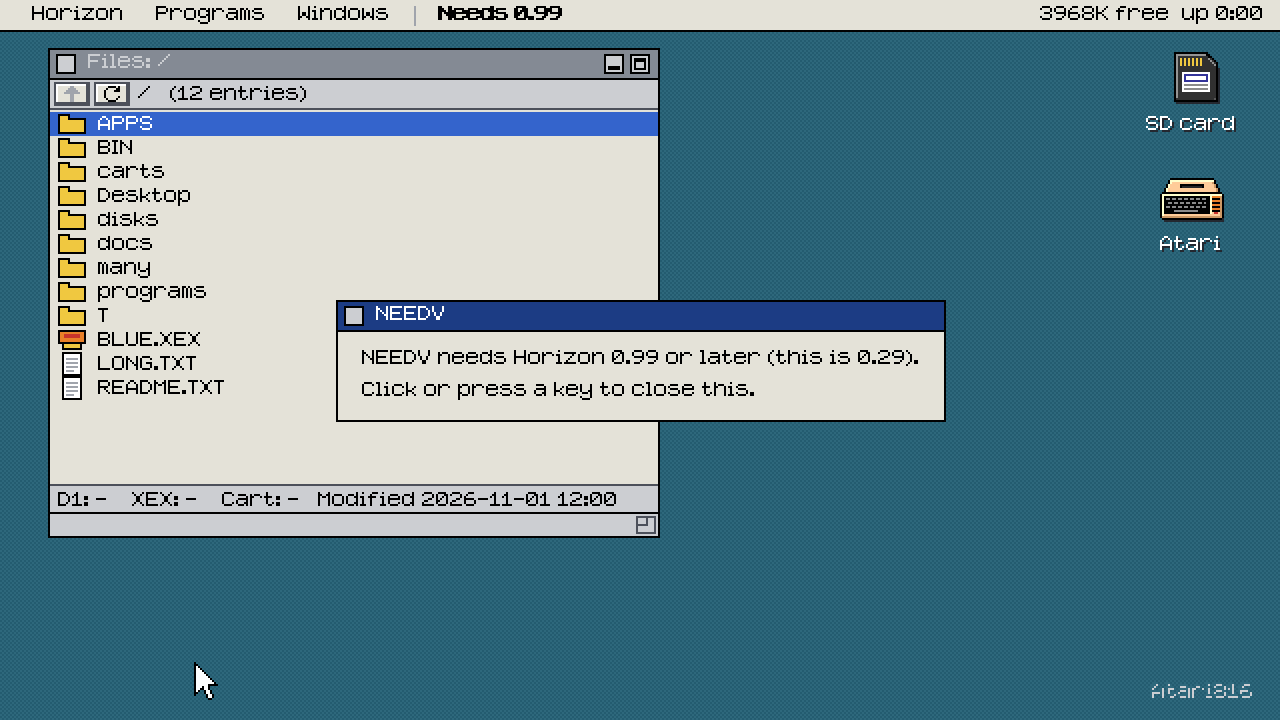 Horizon Programs Windows | Needs 0.99 3968K free up 0:00
Files: /
/ (12 entries)
APPS
BIN
carts
Desktop
disks
docs
many
programs
T
BLUE.XEX
LONG.TXT
README.TXT
D1: - XEX: - Cart: - Modified 2026-11-01 12:00
NEEDV
NEEDV needs Horizon 0.99 or later (this is 0.29).
Click or press a key to close this.
SD card
Atari
Atari816